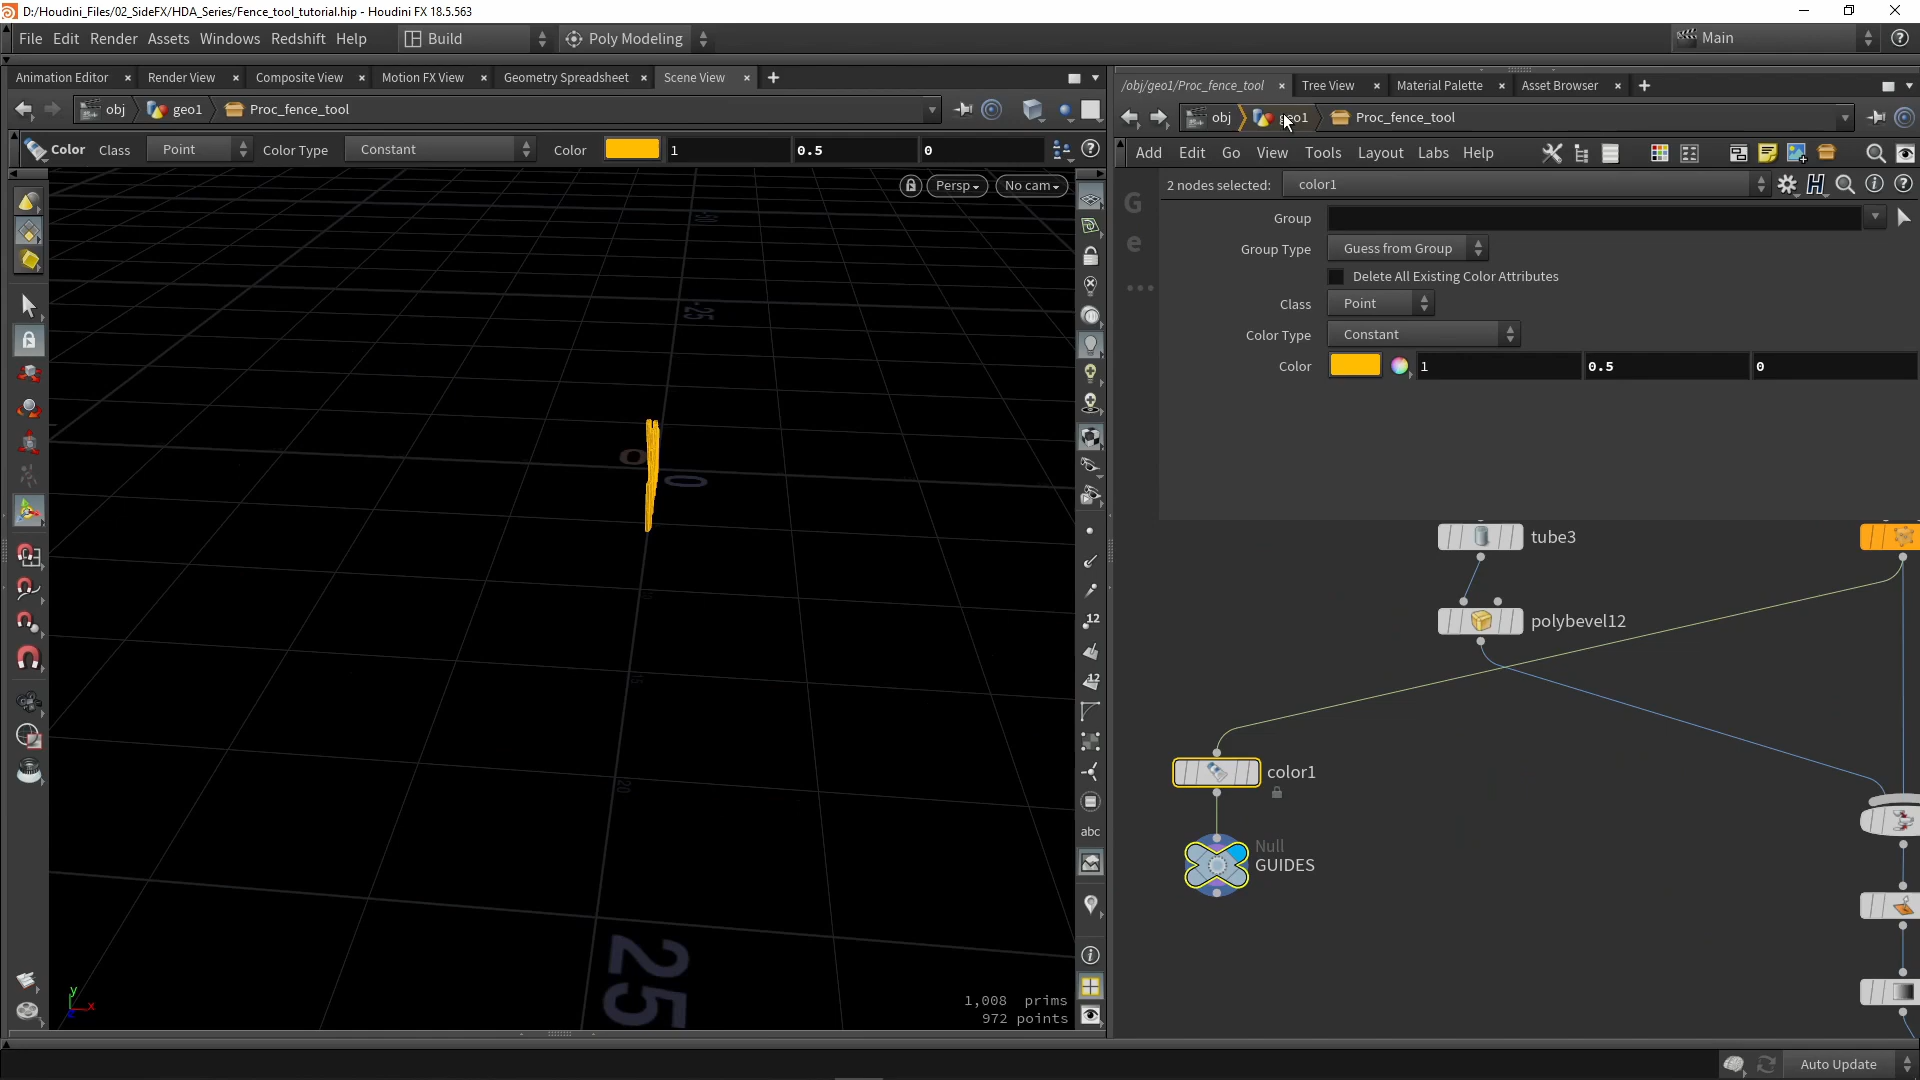 D:/Houdini_Files/02_SideFX/HDA_Series/Fence_tool_tutorial.hip - Houdini FX 18.5.563
File Edit Render Assets Windows Redshift Help Build Poly Modeling Main
Animation Editor Render View Composite View Motion FX View Geometry Spreadsheet Scene View
/obj/geo1/Proc_fence_tool Tree View Material Palette Asset Browser
obj geo1 Proc_fence_tool
obj geo1 Proc_fence_tool
Color Class Point Color Type Constant Color 1 0.5 0
Add Edit Go View Tools Layout Labs Help
Persp No cam
2 nodes selected: color1
Group
Group Type Guess from Group
Delete All Existing Color Attributes
Class Point
Color Type Constant
Color 1 0.5 0
G
e
tube3
polybevel12
color1
Null
GUIDES
0
0
25
12
12
abc
1,008 prims
972 points
y
x
z
Auto Update